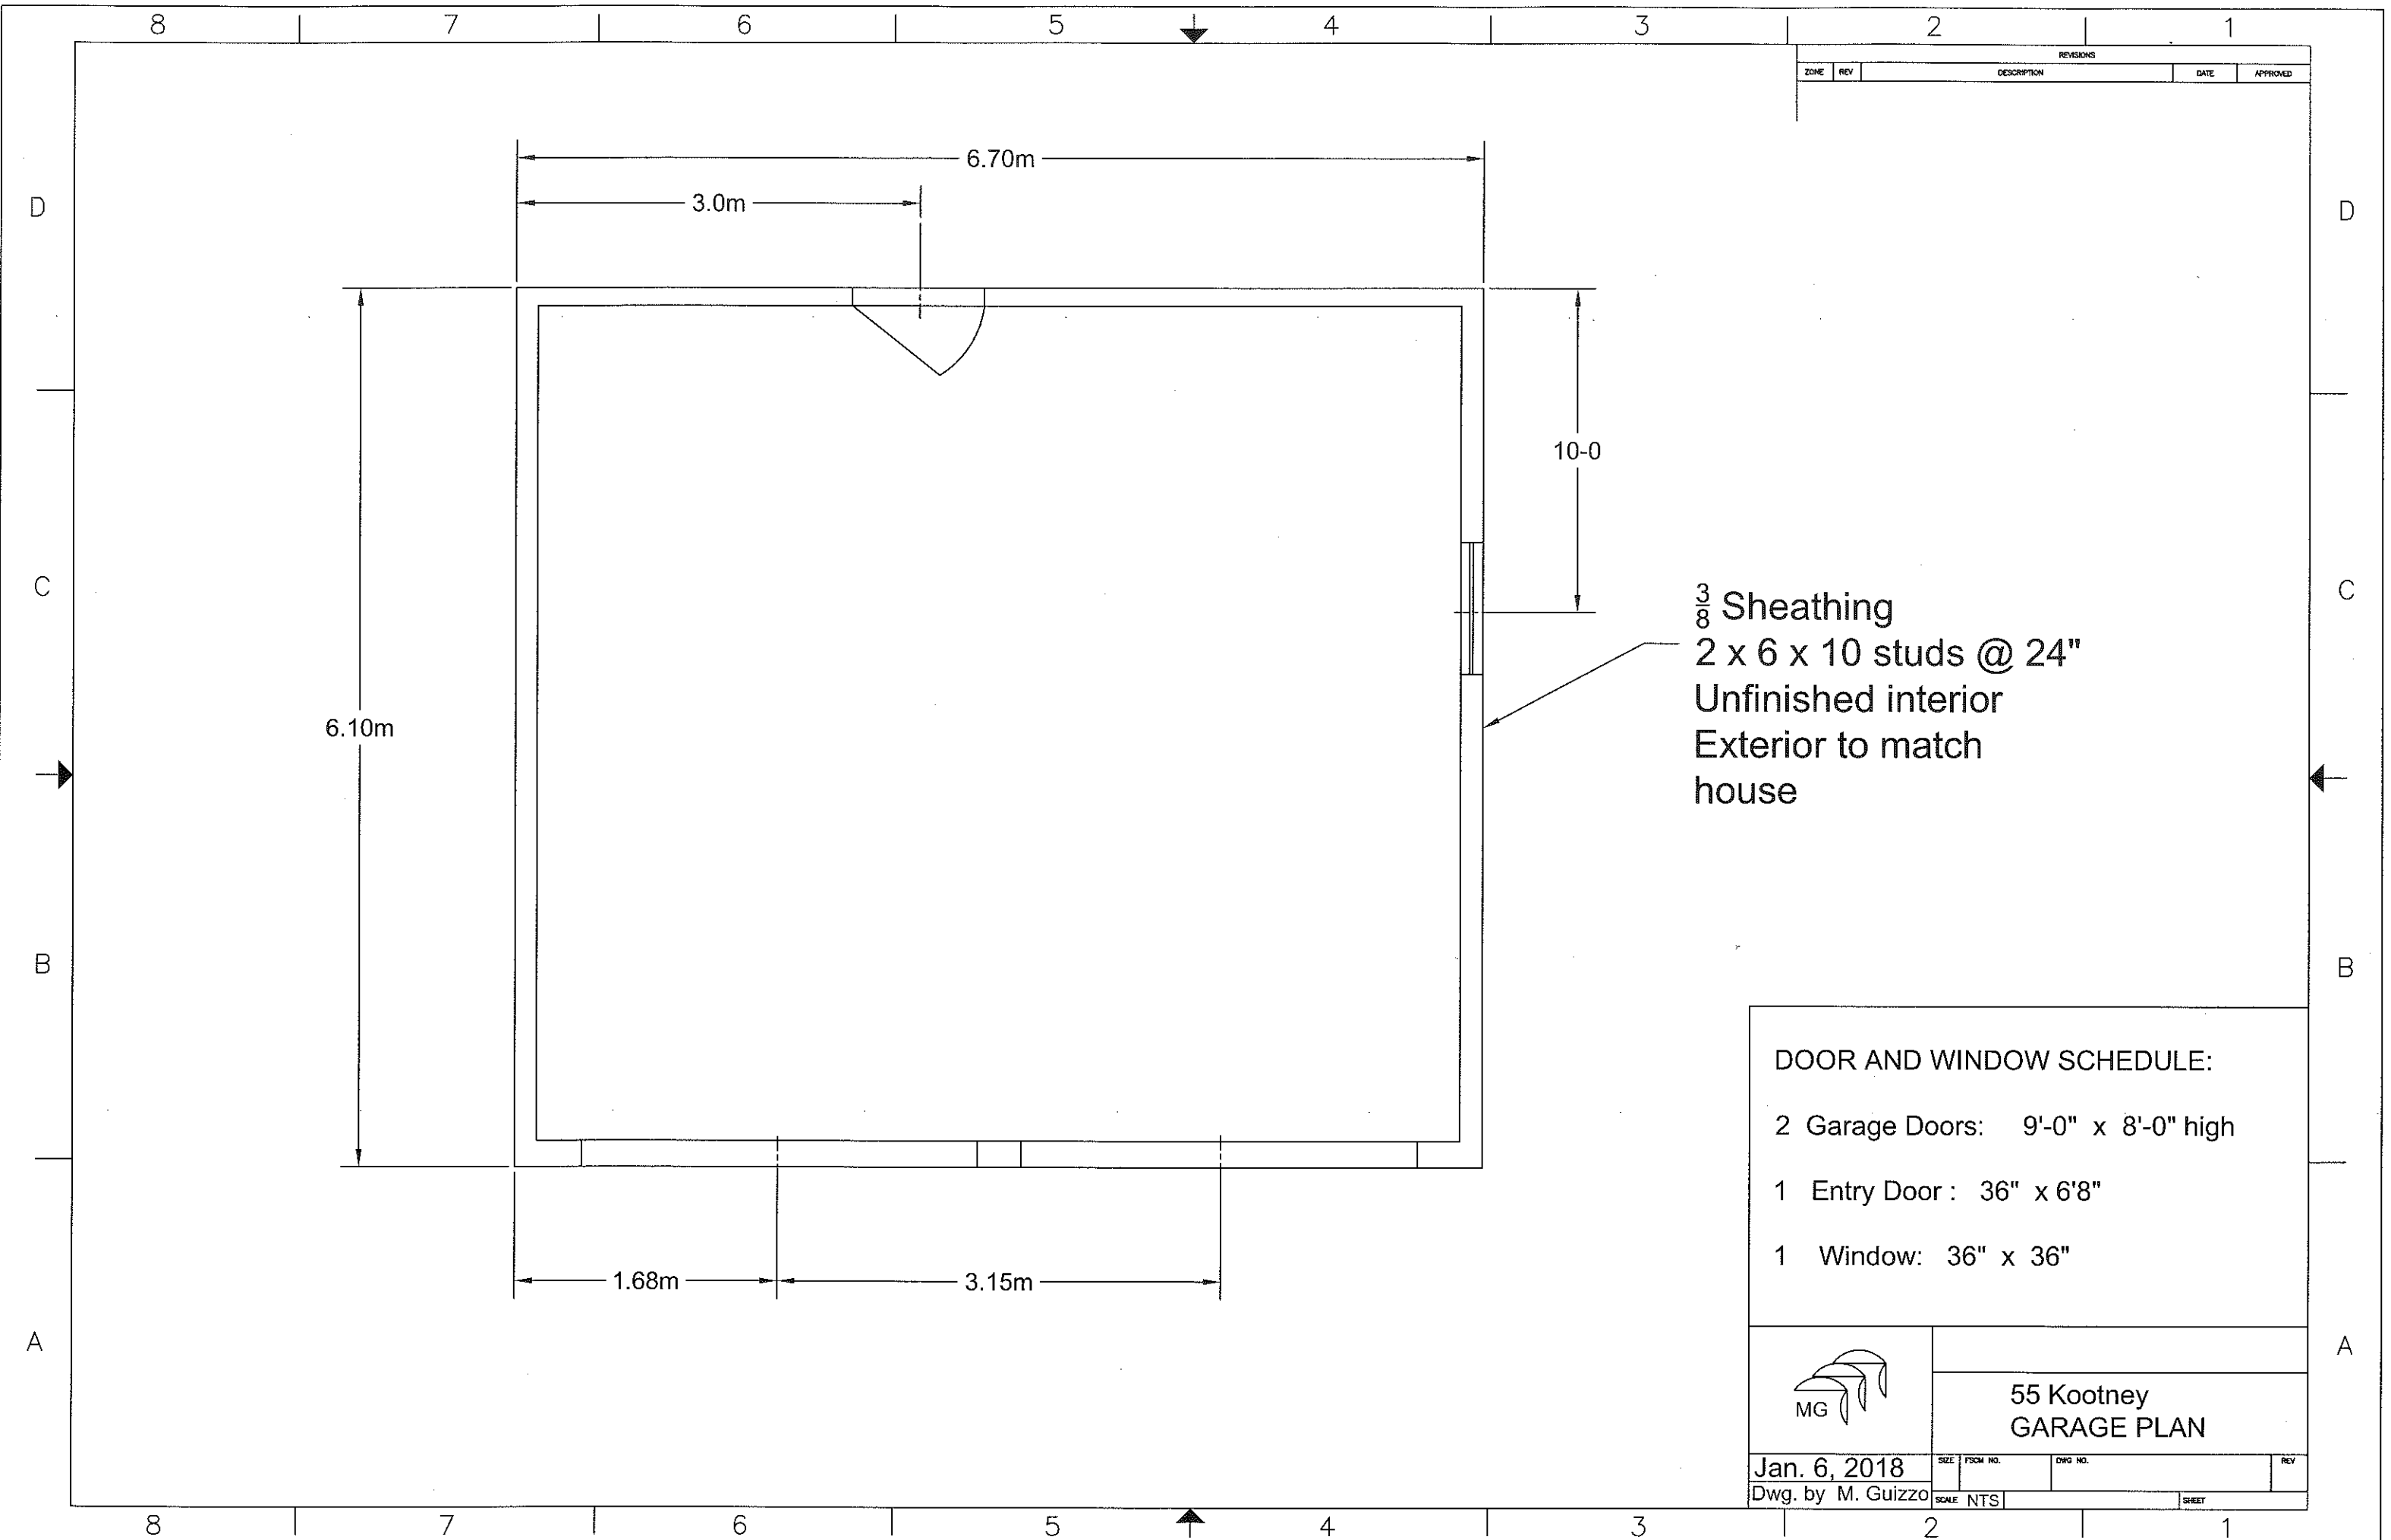 8 7 6 5 4 3 2 1
REVISIONS
ZONE REV DESCRIPTION DATE APPROVED
6.70m
3.0m
D D
10-0
C C
3/8 Sheathing
2 x 6 x 10 studs @ 24"
Unfinished interior
Exterior to match
house
6.10m
B B
DOOR AND WINDOW SCHEDULE:
2 Garage Doors: 9'-0" x 8'-0" high
1 Entry Door : 36" x 6'8"
1 Window: 36" x 36"
1.68m 3.15m
A A
MG
55 Kootney
GARAGE PLAN
Jan. 6, 2018
Dwg. by M. Guizzo
SIZE FSCM NO. DWG NO. REV
SCALE NTS SHEET
8 7 6 5 4 3 2 1